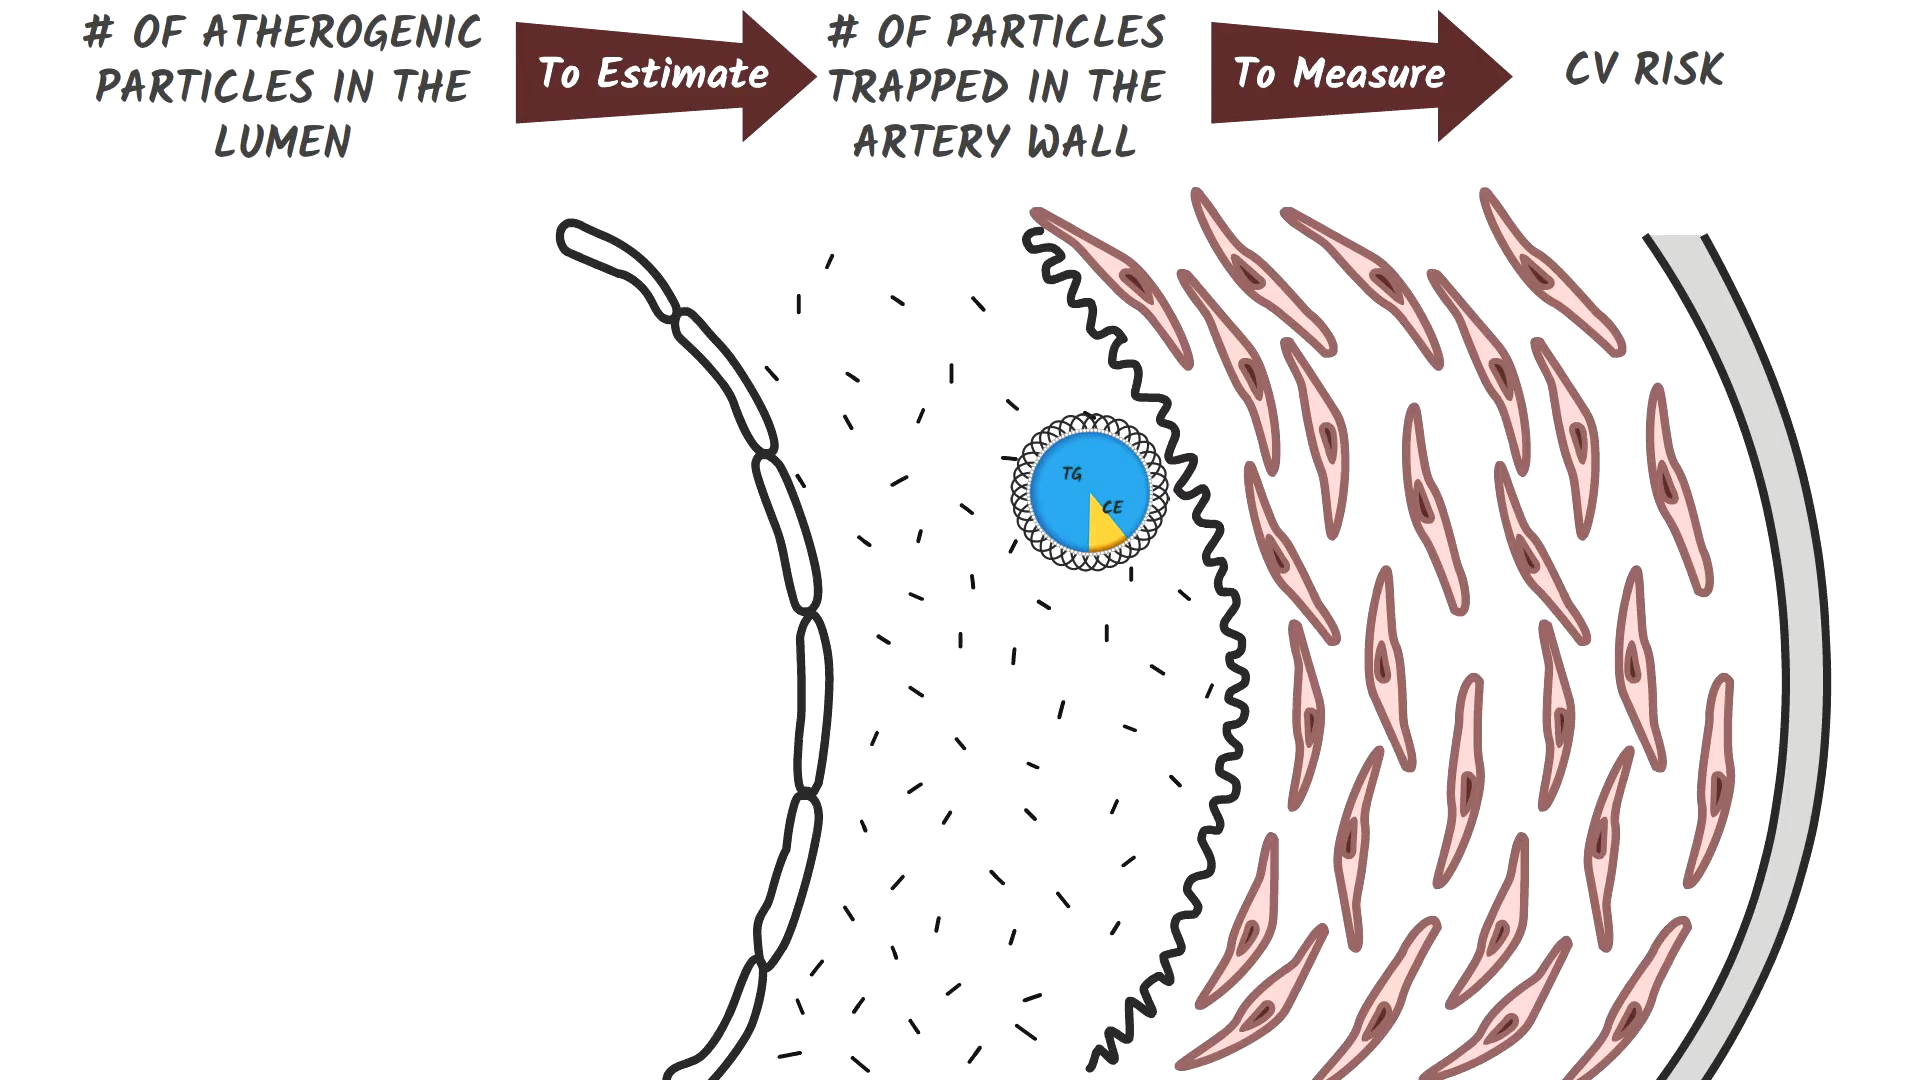 # OF ATHEROGENIC
PARTICLES IN THE
LUMEN
To Estimate
# OF PARTICLES
TRAPPED IN THE
ARTERY WALL
To Measure
CV RISK
TG
CE